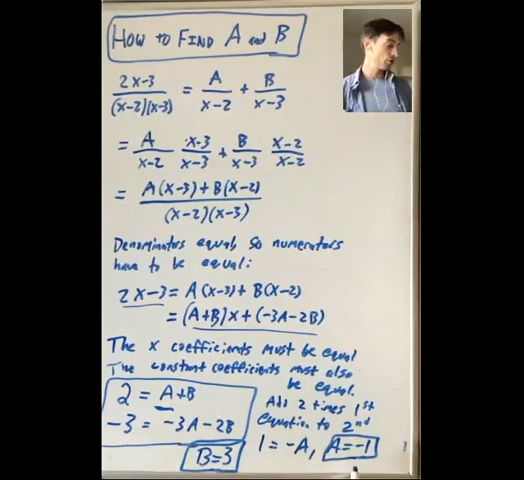 HOW TO FIND A and B
2x-3/(x-2)(x-3) = A/x-2 + B/x-3
= A/x-2 · x-3/x-3 + B/x-3 x-2/x-2
= A(x-3)+B(x-2)/(x-2)(x-3)
Denominators equal so numerators
have to be equal:
2x-3 = A(x-3)+B(x-2)
= (A+B)x+(-3A-2B)
The x coefficients must be equal
The constant coefficients must also
be equal.
2 = A+B
-3 = -3A-2B
B=3
Add 2 times 1st
equation to 2nd
1=-A, A=-1